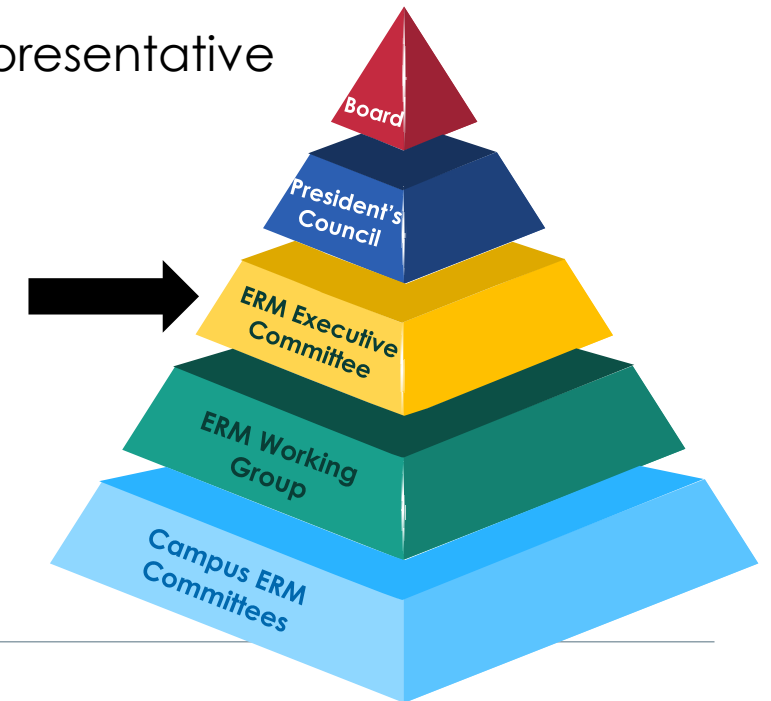 presentative
Board
President's
Council
ERM Executive
Committee
ERM Working
Group
Campus ERM
Committees